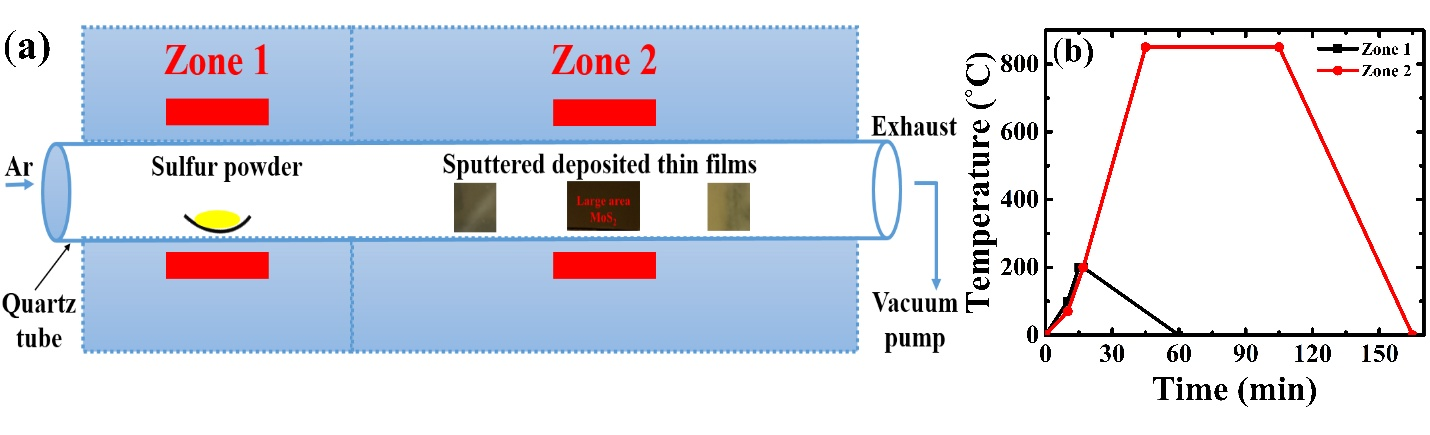 (a)
Zone 1
Zone 2
Ar
Sulfur powder
Sputtered deposited thin films
Large area
MoS₂
Exhaust
Quartz
tube
Vacuum
pump
(b)
Zone 1
Zone 2
Temperature (°C)
800
600
400
200
0
0 30 60 90 120 150
Time (min)